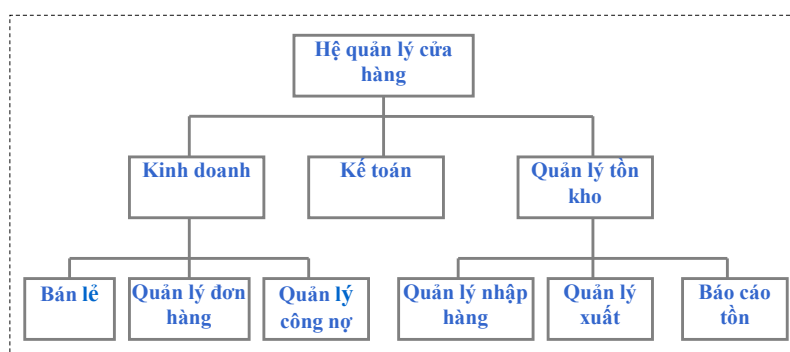 Hệ quản lý cửa
hàng
Kinh doanh
Kế toán
Quản lý tồn
kho
Bán lẻ
Quản lý đơn
hàng
Quản lý
công nợ
Quản lý nhập
hàng
Quản lý
xuất
Báo cáo
tồn